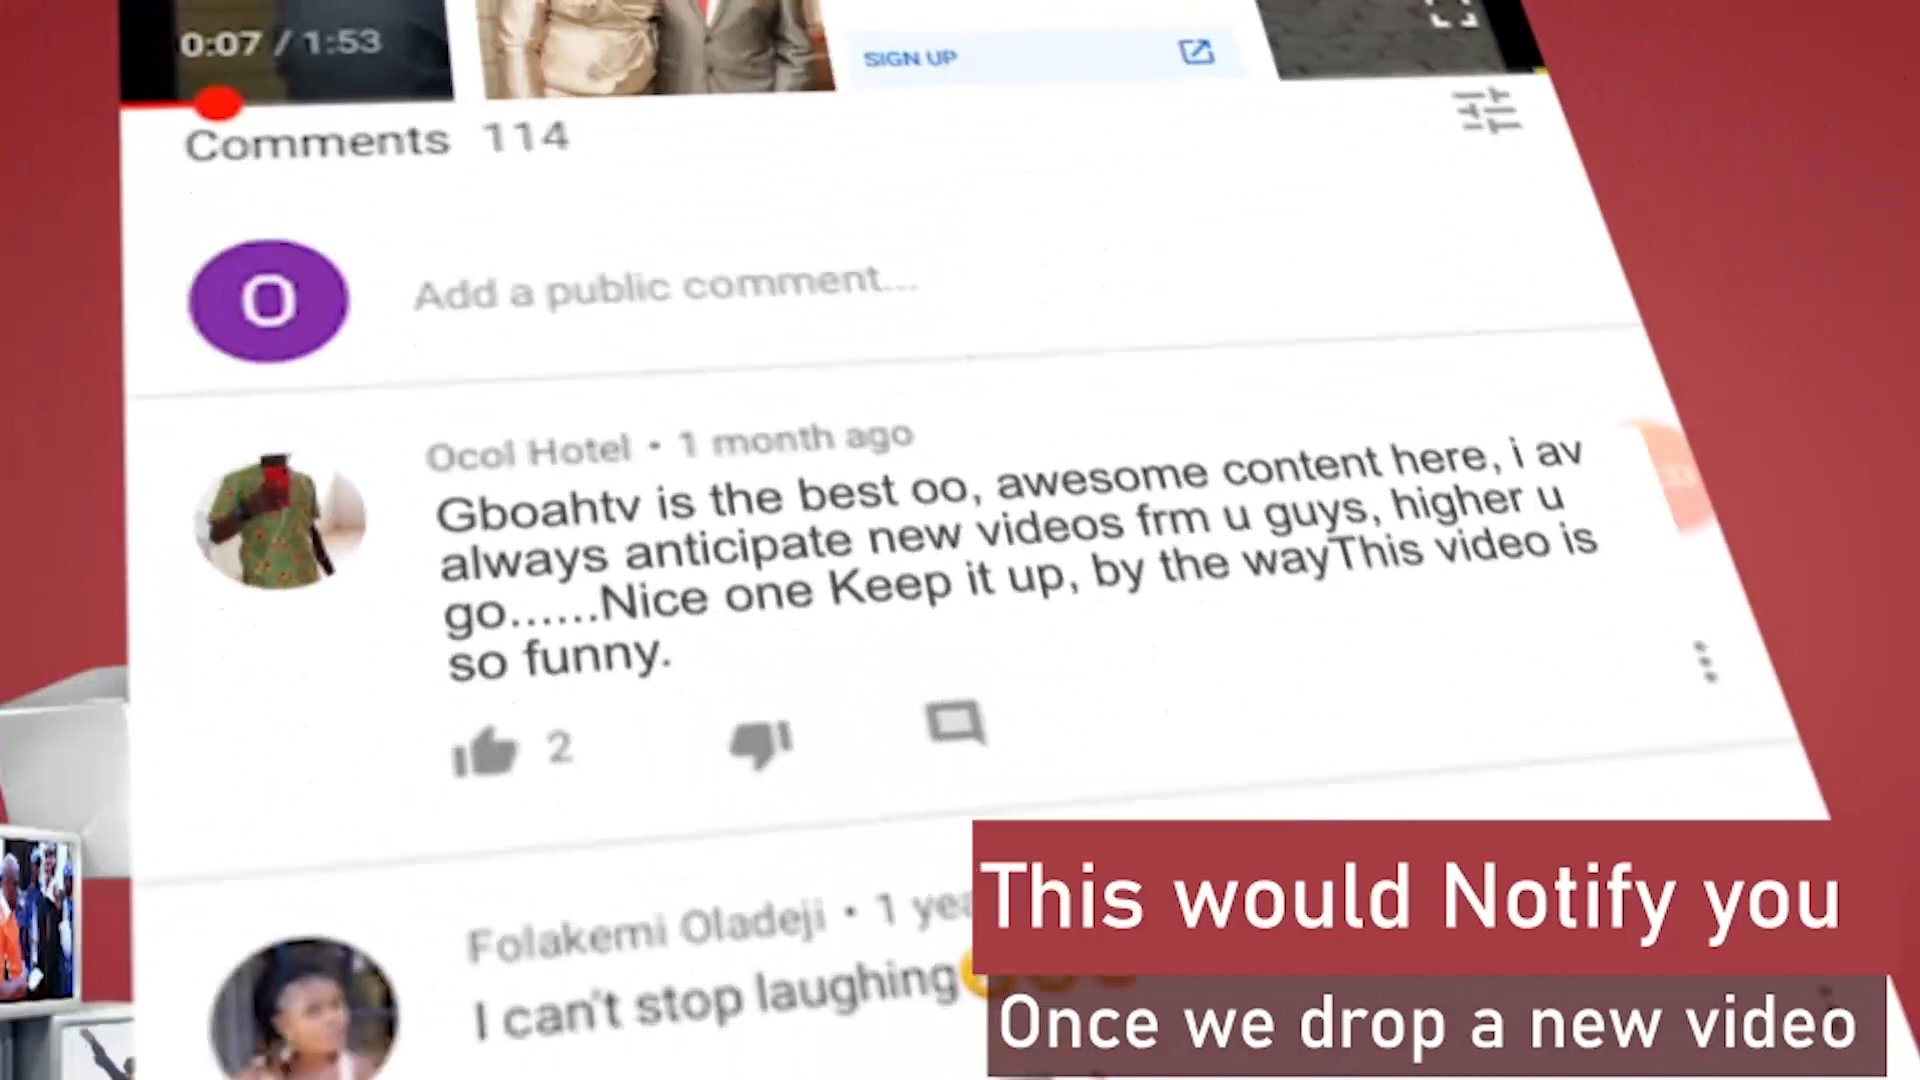 0:07 / 1:53
SIGN UP
Comments 114
O
Add a public comment...
Ocol Hotel • 1 month ago
Gboahtv is the best oo, awesome content here, i av
always anticipate new videos frm u guys, higher u
go......Nice one Keep it up, by the wayThis video is
so funny.
2
Folakemi Oladeji • 1
I can't stop laughing
This would Notify you
Once we drop a new video